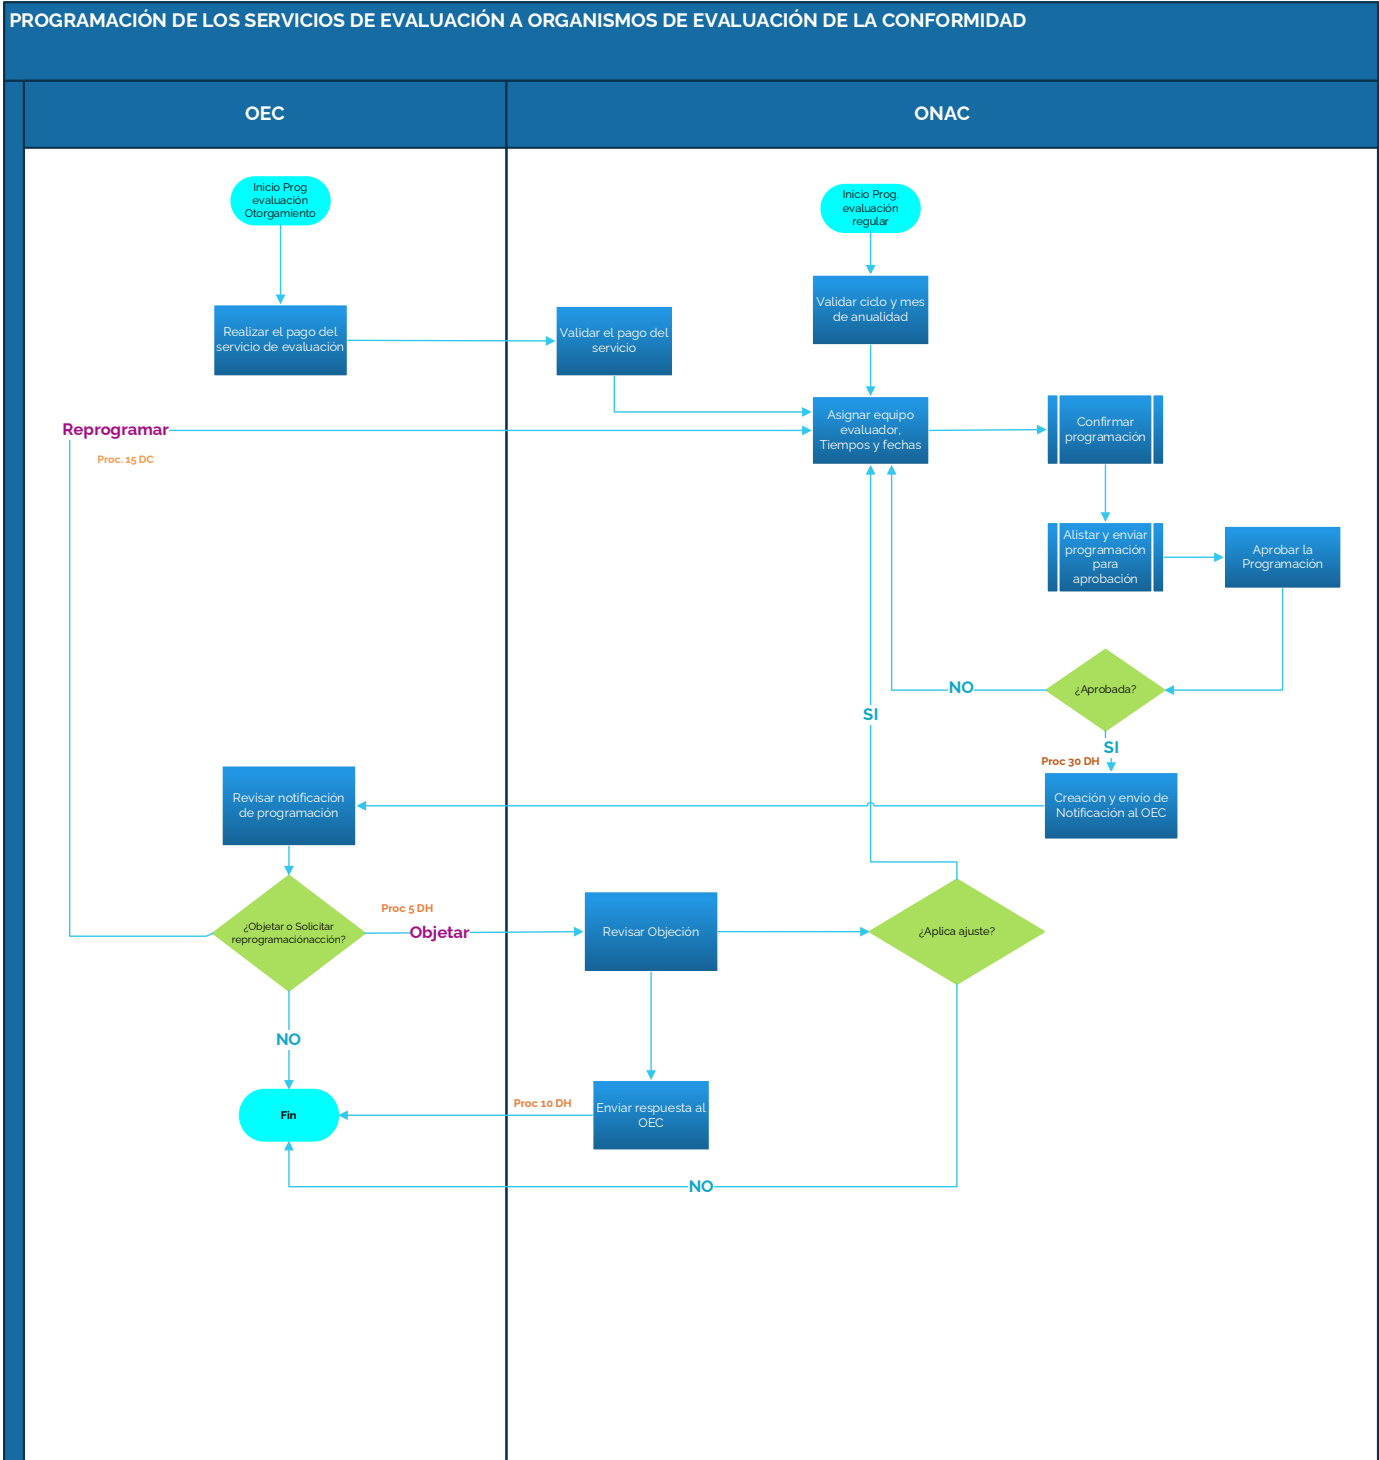 PROGRAMACIÓN DE LOS SERVICIOS DE EVALUACIÓN A ORGANISMOS DE EVALUACIÓN DE LA CONFORMIDAD
OEC
ONAC
Inicio Prog
evaluación
Otorgamiento
Inicio Prog.
evaluación
regular
Realizar el pago del
servicio de evaluación
Validar el pago del
servicio
Validar ciclo y mes
de anualidad
Reprogramar
Proc. 15 DC
Asignar equipo
evaluador,
Tiempos y fechas
Confirmar
programación
Alistar y enviar
programación
para
aprobación
Aprobar la
Programación
¿Aprobada?
NO
SI
SI
Proc 30 DH
Creación y envío de
Notificación al OEC
Revisar notificación
de programación
¿Objetar o Solicitar
reprogramaciónacción?
Proc 5 DH
Objetar
Revisar Objeción
¿Aplica ajuste?
NO
Fin
Proc 10 DH
Enviar respuesta al
OEC
NO